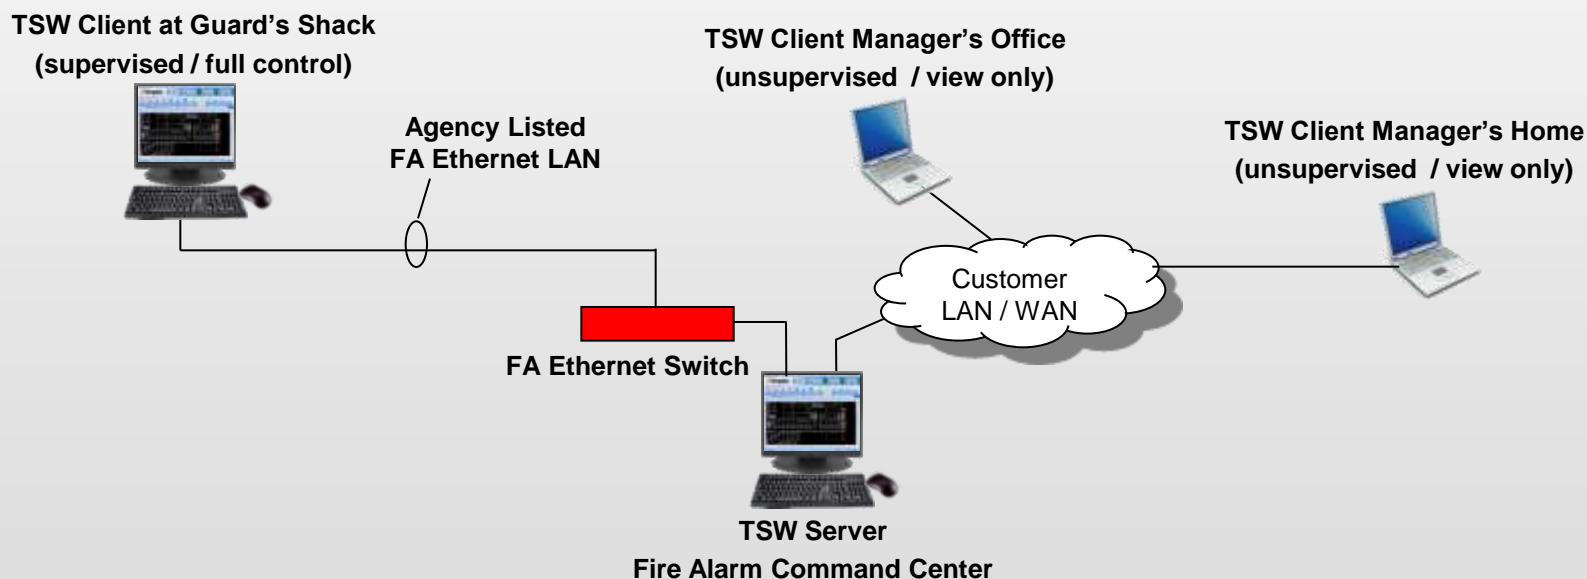 TSW Client at Guard's Shack
(supervised / full control)
TSW Client Manager's Office
(unsupervised / view only)
Agency Listed
FA Ethernet LAN
TSW Client Manager's Home
(unsupervised / view only)
Customer
LAN / WAN
FA Ethernet Switch
TSW Server
Fire Alarm Command Center